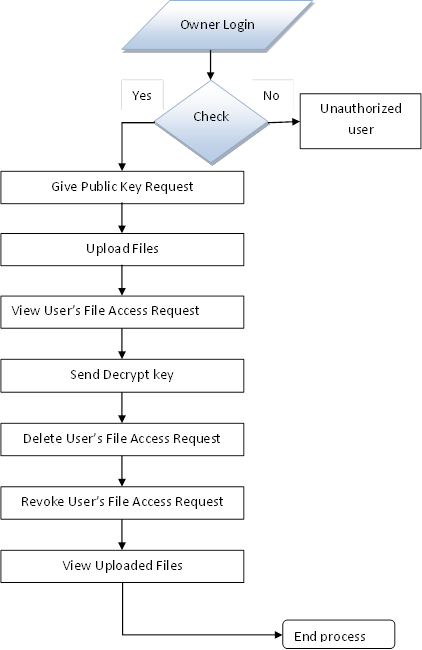 Owner Login
Yes
No
Check
Unauthorized
user
Give Public Key Request
Upload Files
View User’s File Access Request
Send Decrypt key
Delete User’s File Access Request
Revoke User’s File Access Request
View Uploaded Files
End process